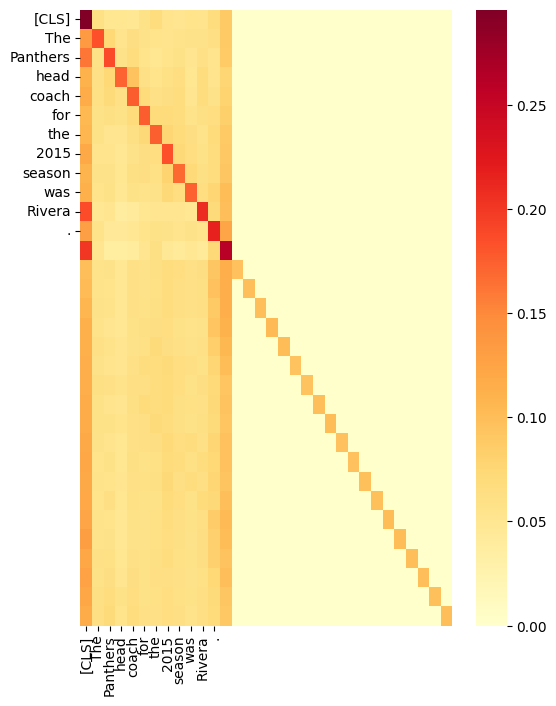 [CLS]
The
Panthers
head
coach
for
the
2015
season
was
Rivera
.
[CLS]
The
Panthers
head
coach
for
the
2015
season
was
Rivera
.
0.25
0.20
0.15
0.10
0.05
0.00